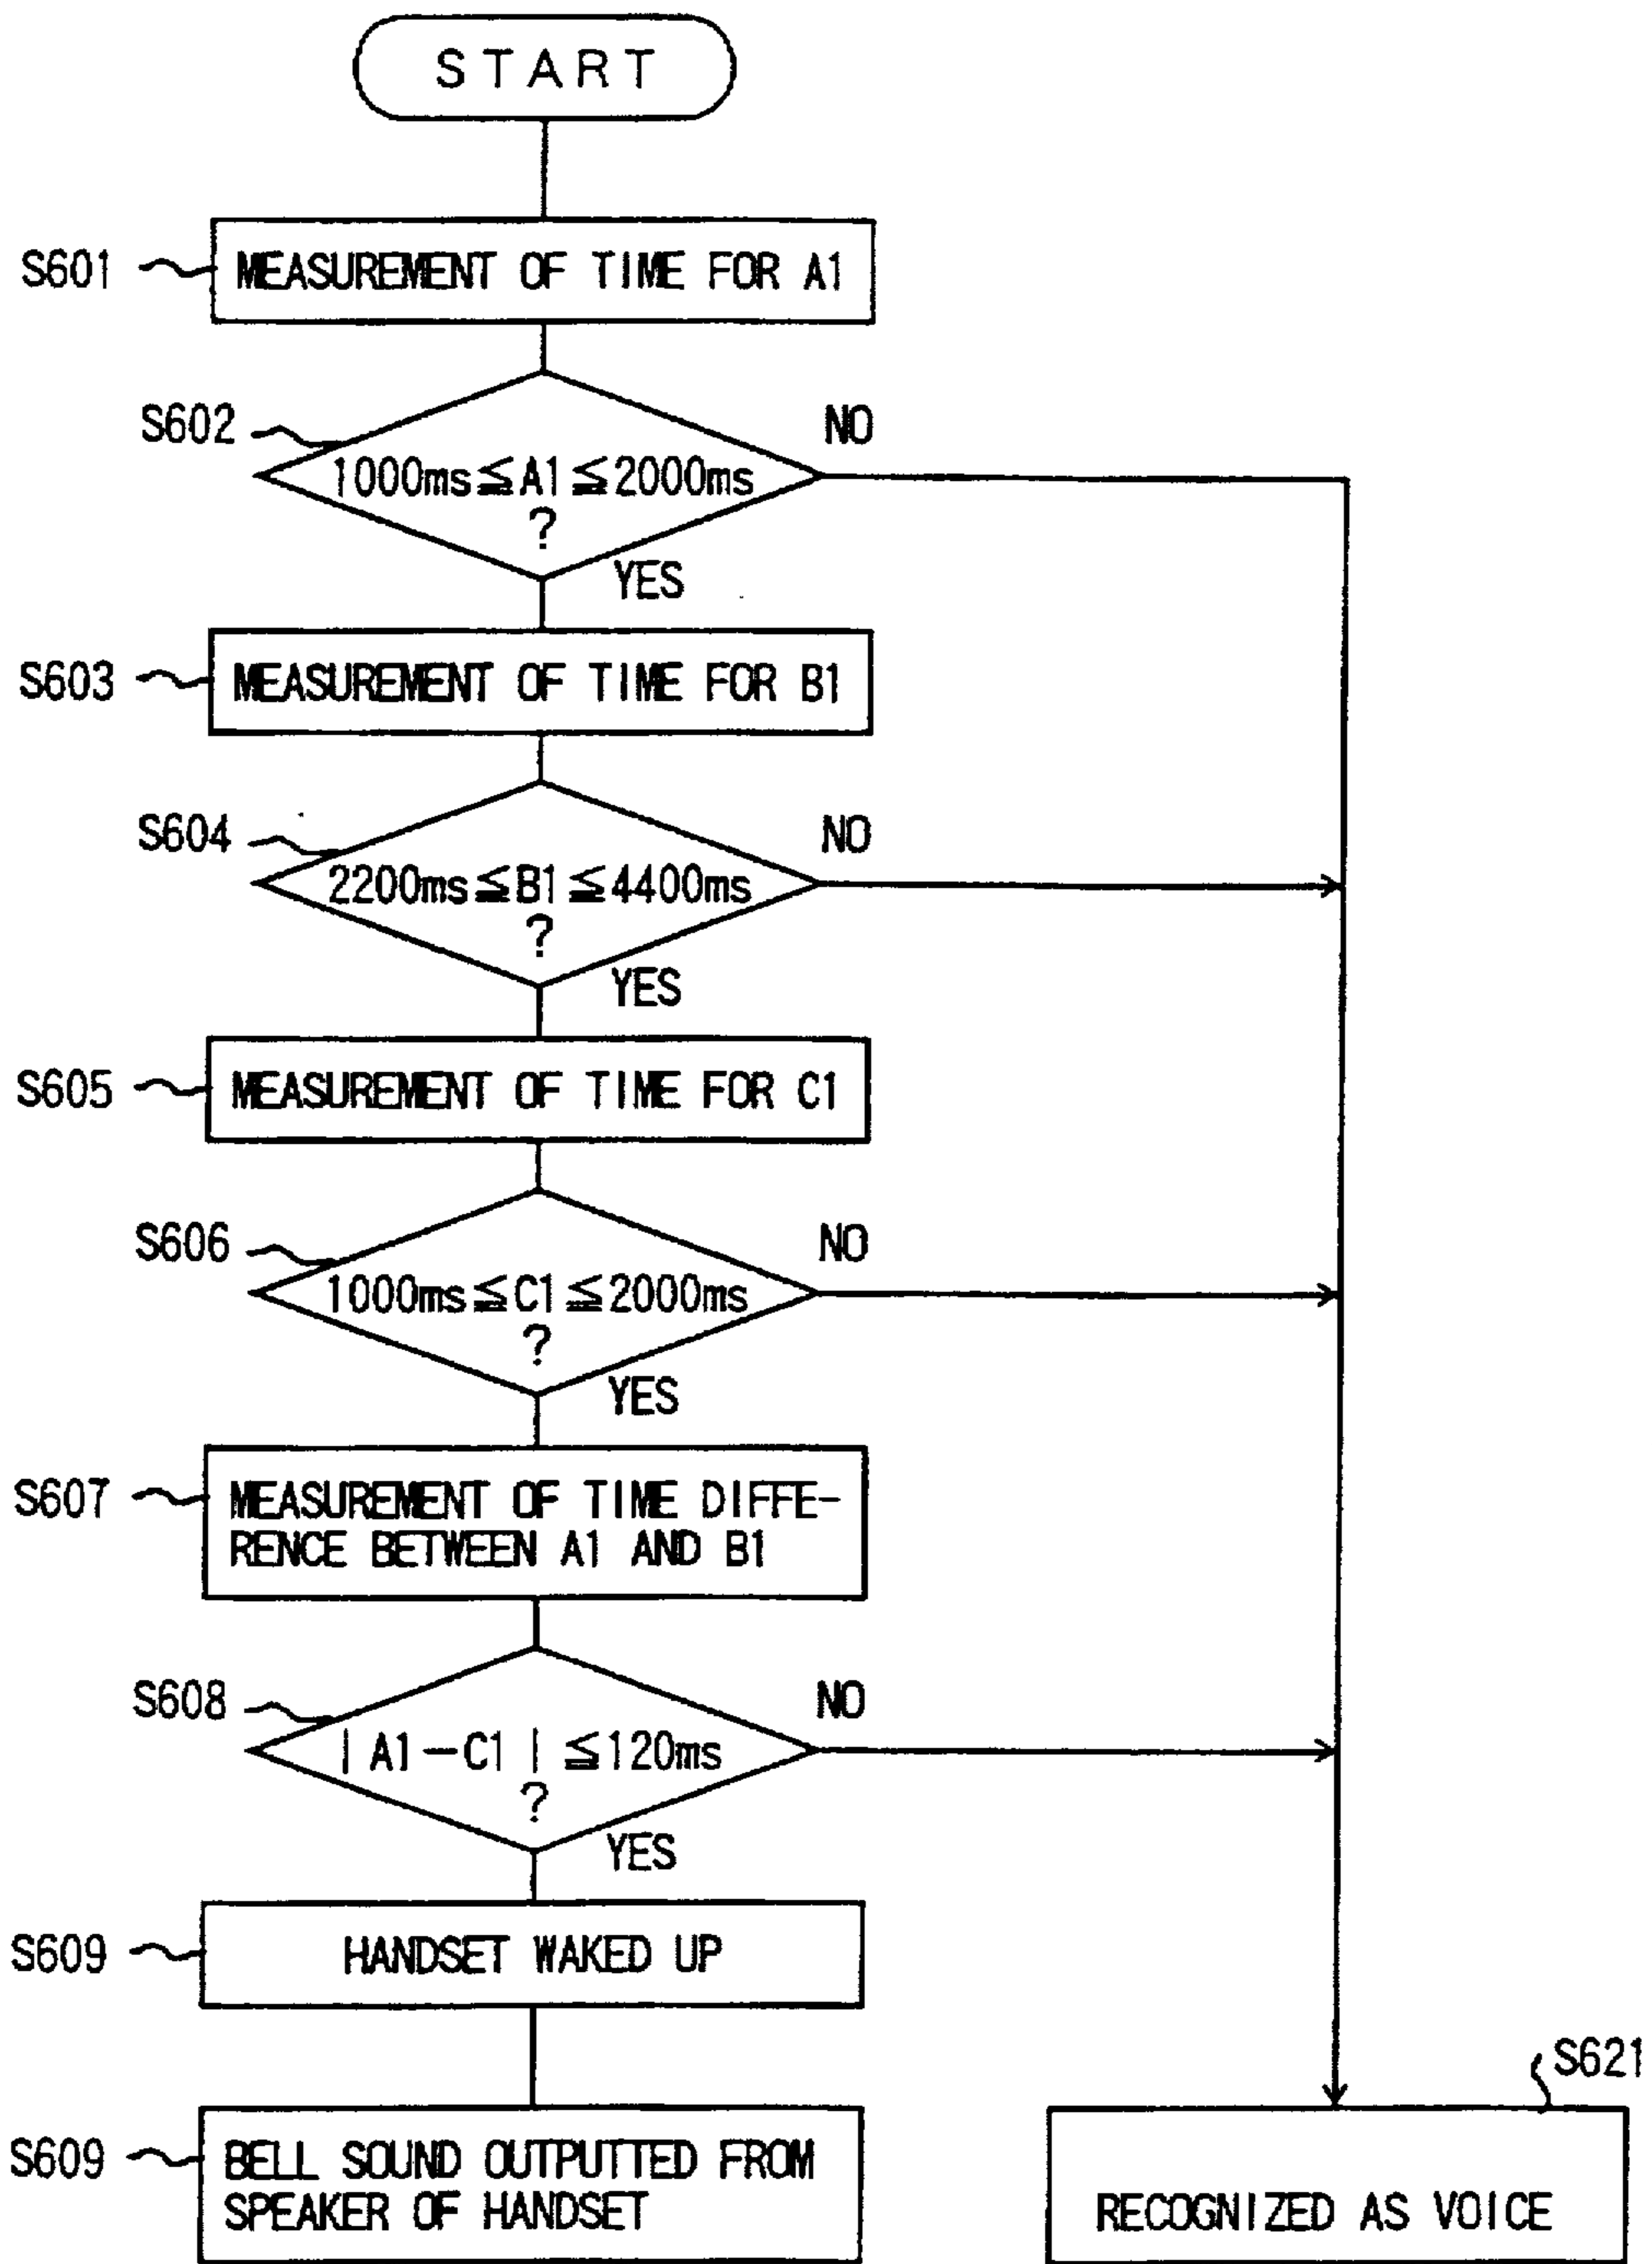 START
S601
MEASUREMENT OF TIME FOR A1
S602
NO
1000ms≦A1≦2000ms
?
YES
S603
MEASUREMENT OF TIME FOR B1
S604
NO
2200ms≦B1≦4400ms
?
YES
S605
MEASUREMENT OF TIME FOR C1
S606
NO
1000ms≦C1≦2000ms
?
YES
S607
MEASUREMENT OF TIME DIFFE-
RENCE BETWEEN A1 AND B1
S608
NO
| A1-C1 | ≦120ms
?
YES
S609
HANDSET WAKED UP
S609
BELL SOUND OUTPUTTED FROM
SPEAKER OF HANDSET
S621
RECOGNIZED AS VOICE